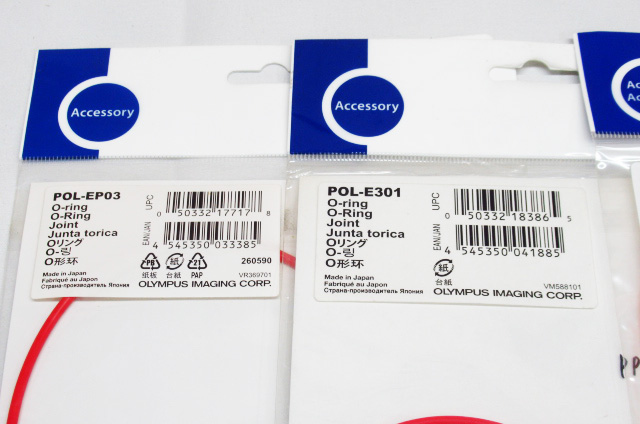 Accessory
POL-EP03
O-ring
O-Ring
Joint
Junta torica
Oリング
O-링
O形环
UPC
0 50332 17717 8
EAN/JAN
4 545350 033385
PB
紙
21
纸板
台紙
PAP
260590
Made in Japan
Fabriqué au Japon
Страна-производитель Япония
VR369701
OLYMPUS IMAGING CORP.
Accessory
POL-E301
O-ring
O-Ring
Joint
Junta torica
Oリング
O-링
O形环
UPC
0 50332 18386 5
EAN/JAN
4 545350 041885
紙
台紙
Made in Japan
Fabriqué au Japon
Страна-производитель Япония
VM588101
OLYMPUS IMAGING CORP.